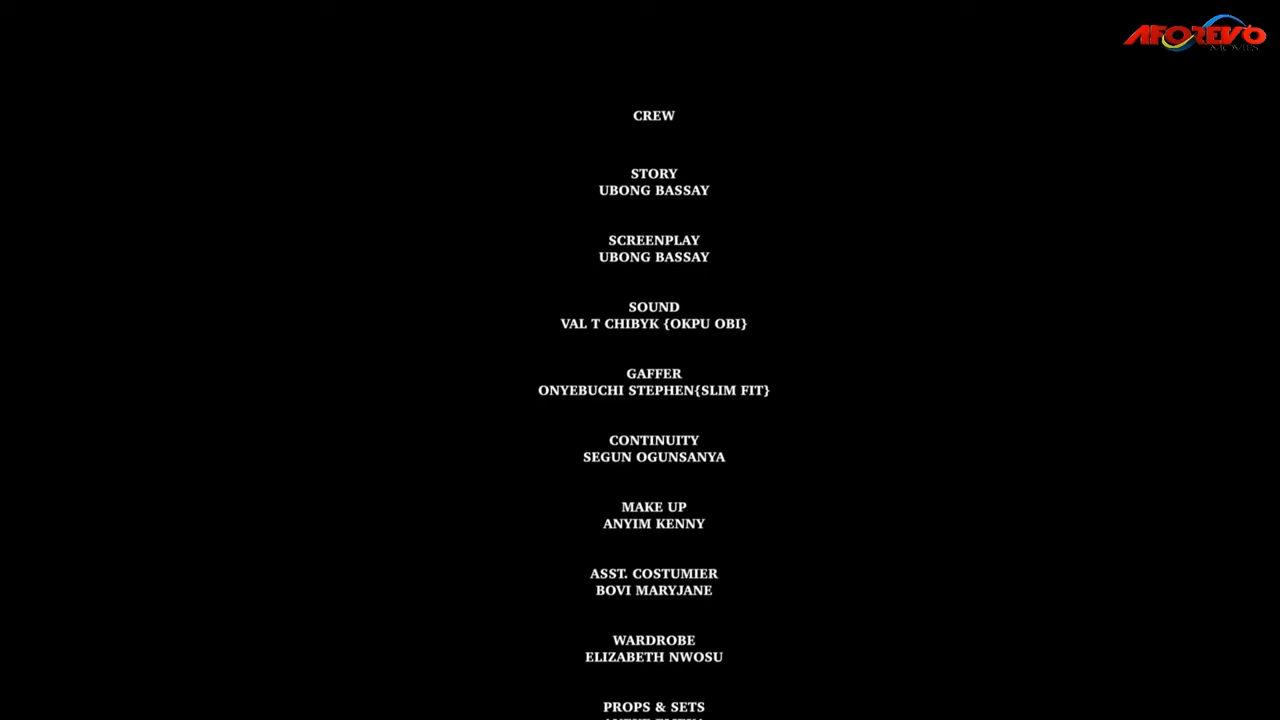 AFOREVO
MOVIES
CREW
STORY
UBONG BASSAY
SCREENPLAY
UBONG BASSAY
SOUND
VAL T CHIBYK {OKPU OBI}
GAFFER
ONYEBUCHI STEPHEN{SLIM FIT}
CONTINUITY
SEGUN OGUNSANYA
MAKE UP
ANYIM KENNY
ASST. COSTUMIER
BOVI MARYJANE
WARDROBE
ELIZABETH NWOSU
PROPS & SETS